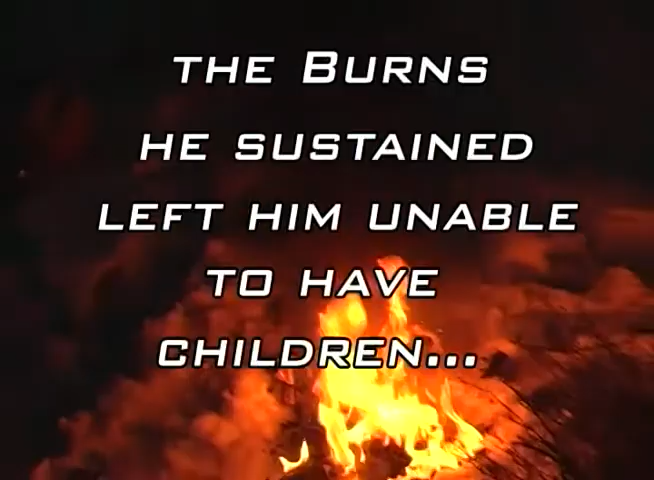 THE BURNS
HE SUSTAINED
LEFT HIM UNABLE
TO HAVE
CHILDREN...